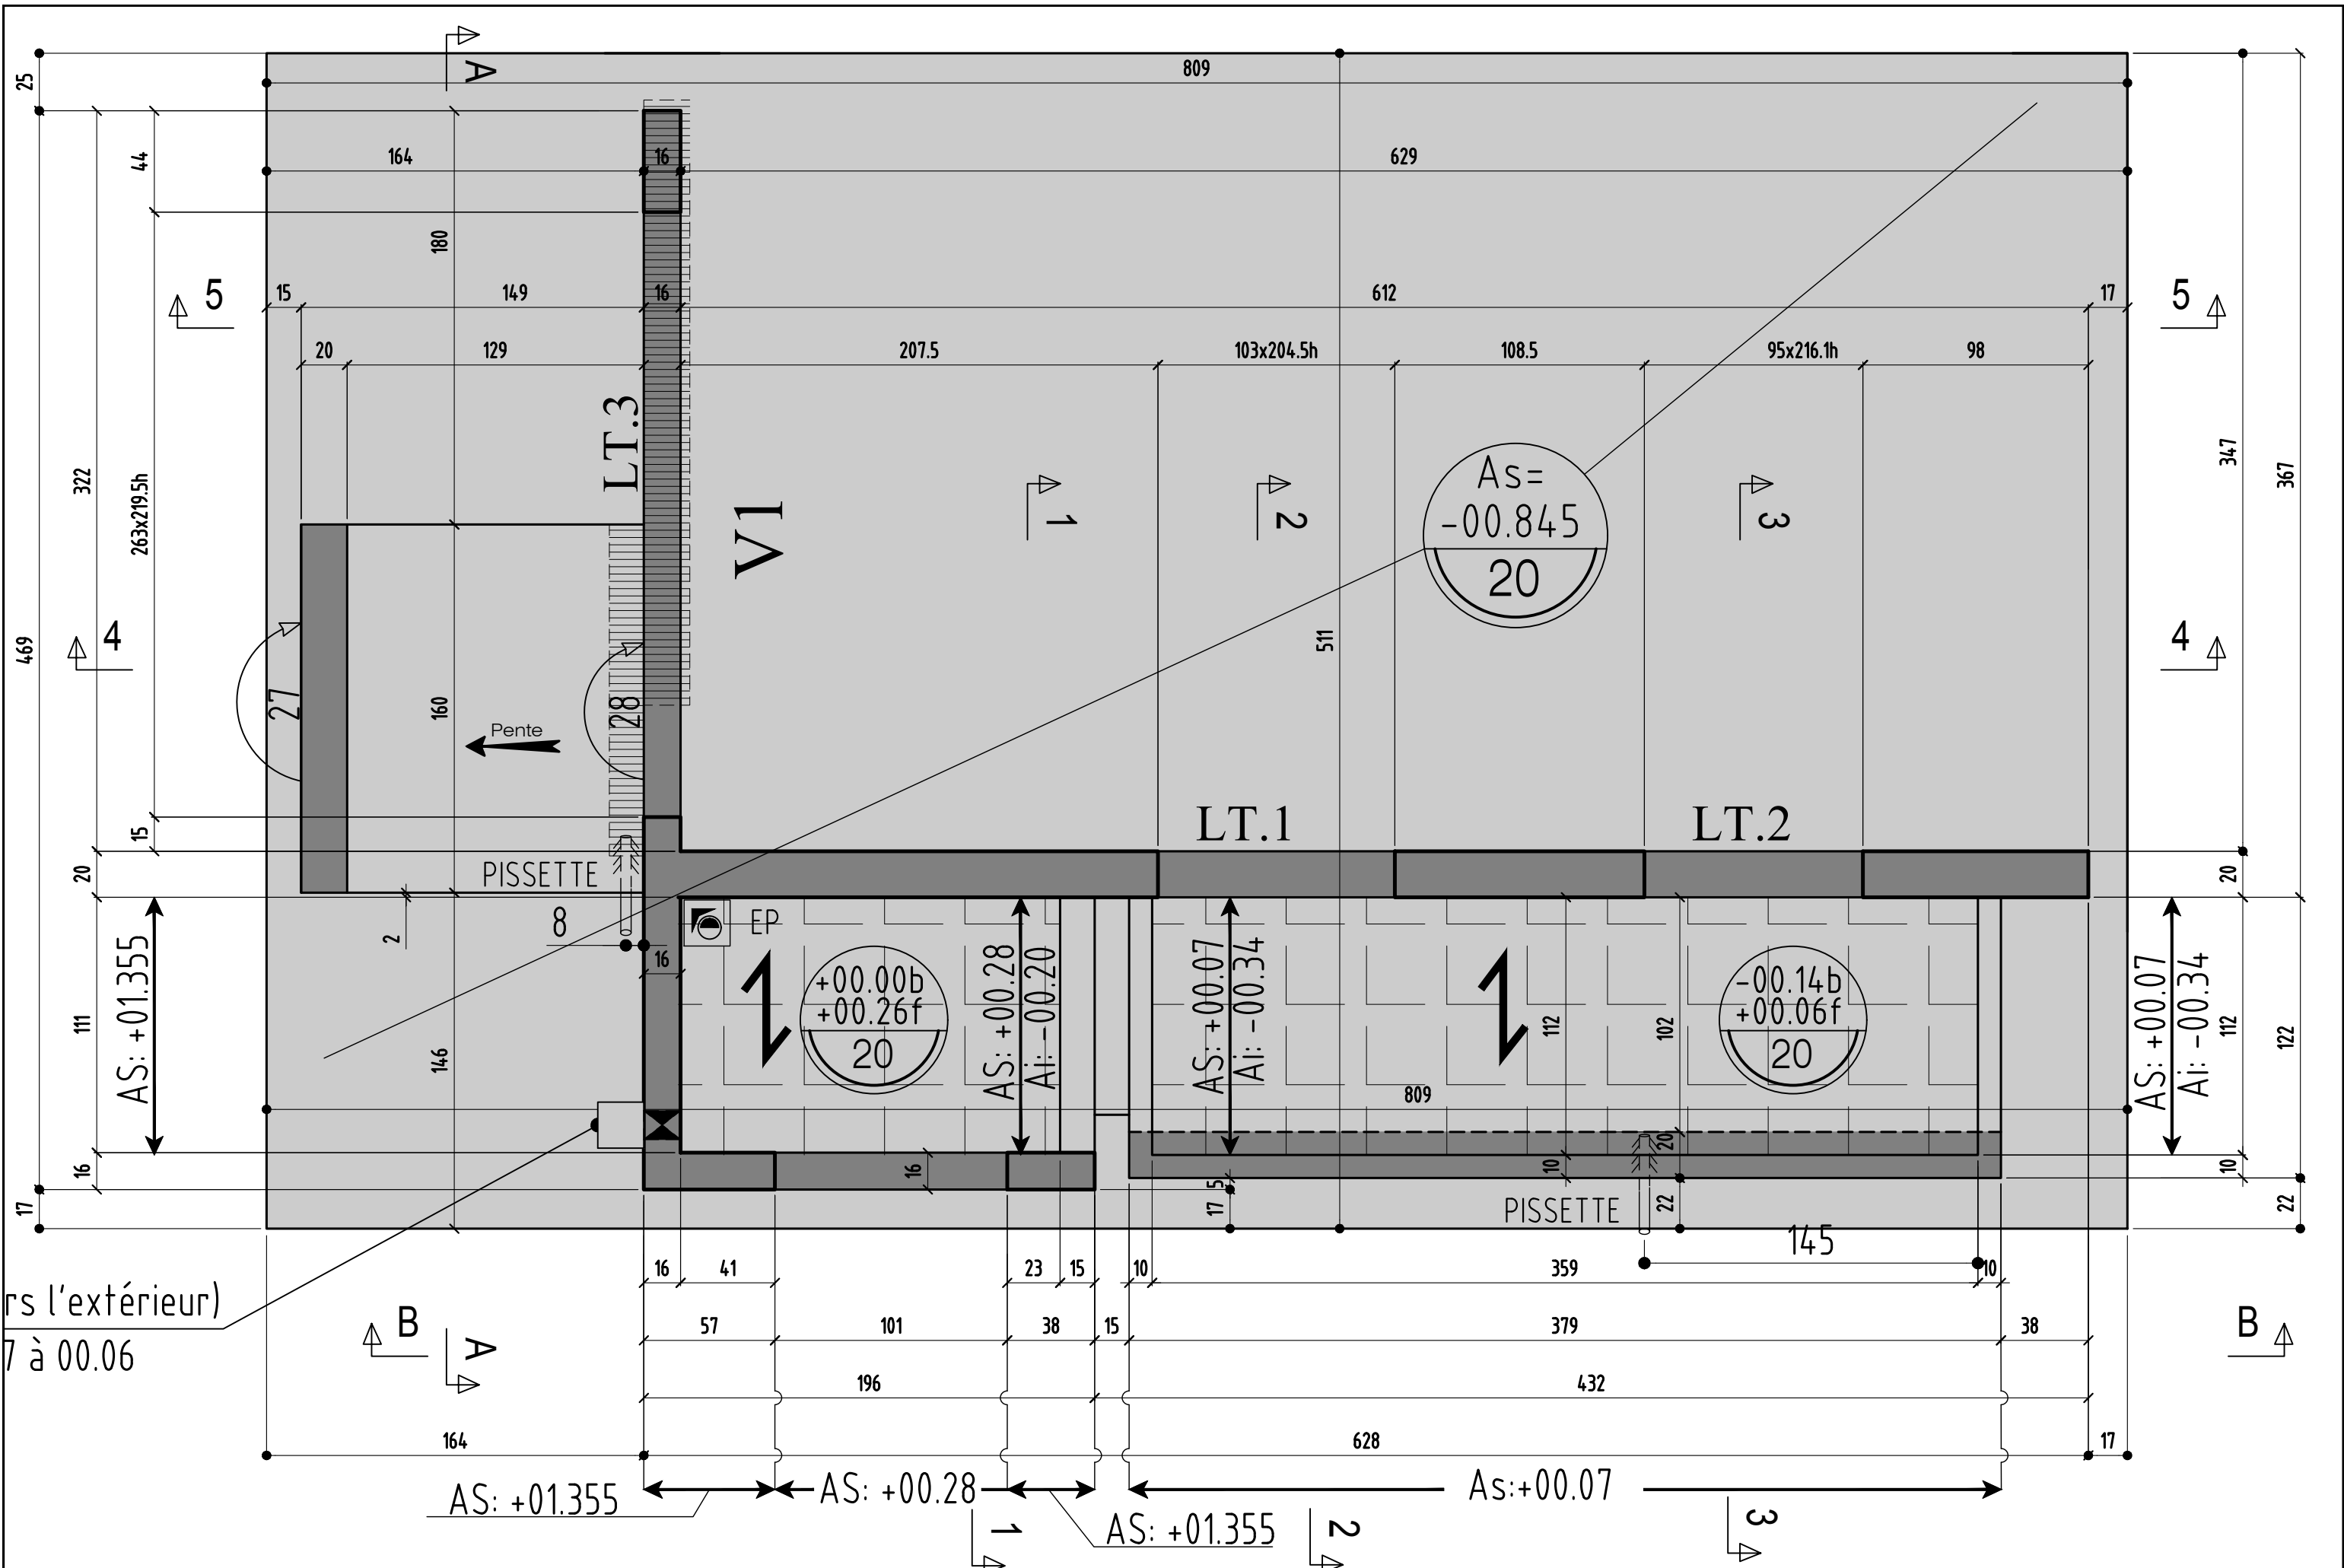 A
809
25
164
16
629
44
180
5
5
15
149
16
612
17
20
129
207.5
103x204.5h
108.5
95x216.1h
98
LT.3
V1
As=
-00.845
20
1
2
3
347
367
322
263x219.5h
469
4
4
511
27
28
160
Pente
15
LT.1
LT.2
PISSETTE
20
20
2
8
EP
16
AS: +01.355
111
146
+00.00b
+00.26f
20
AS: +00.28
Ai: -00.20
AS: +00.07
Ai: -00.34
112
102
-00.14b
+00.06f
20
AS: +00.07
Ai: -00.34
112
122
809
16
16
20
10
10
17
5
17
PISSETTE
22
22
145
16
41
23
15
10
359
10
rs l'extérieur)
7 à 00.06
B
A
B
57
101
38
15
379
38
196
432
164
628
17
AS: +01.355
AS: +00.28
As:+00.07
AS: +01.355
1
2
3